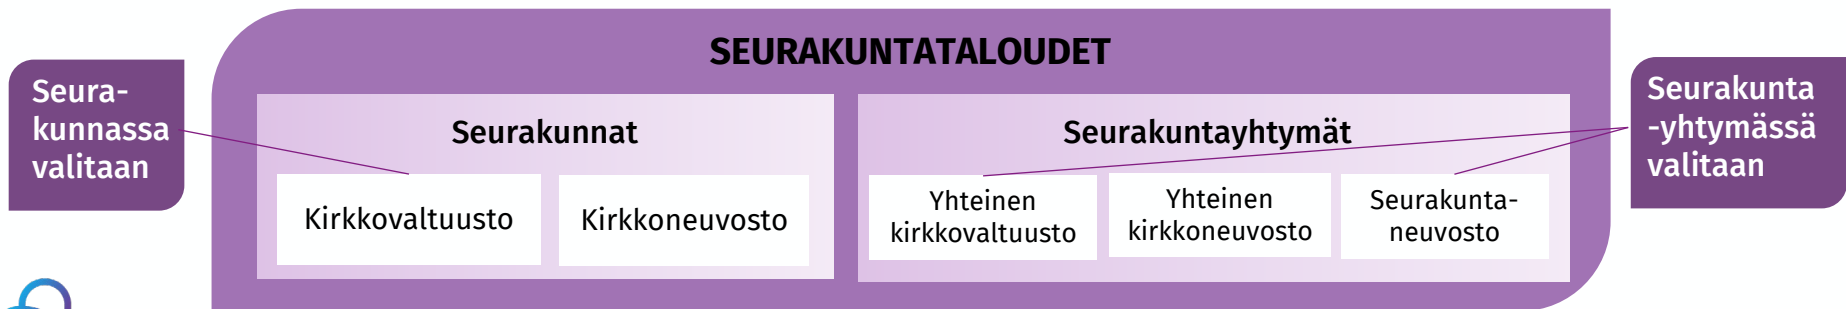 SEURAKUNTATALOUDET
Seura-
kunnassa
valitaan
Seurakunnat
Kirkkovaltuusto
Kirkkoneuvosto
Seurakuntayhtymät
Yhteinen
kirkkovaltuusto
Yhteinen
kirkkoneuvosto
Seurakunta-
neuvosto
Seurakunta
-yhtymässä
valitaan